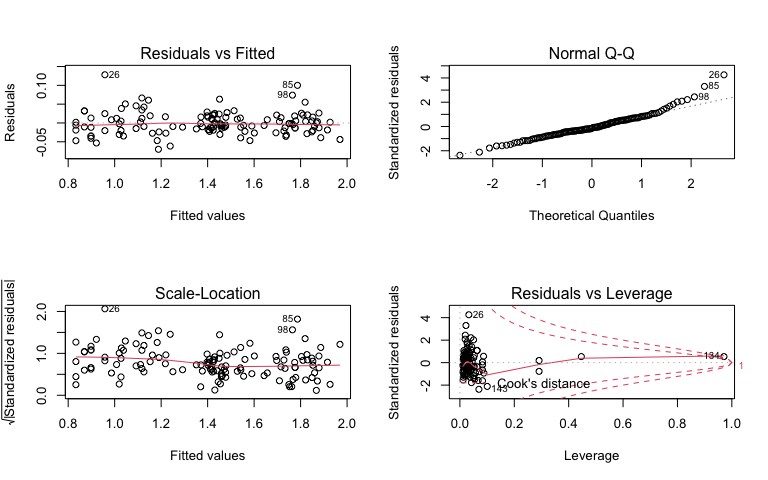 Residuals vs Fitted
Residuals
-0.05 0.10
26
85
98
0.8 1.0 1.2 1.4 1.6 1.8 2.0
Fitted values
Normal Q-Q
Standardized residuals
-2 0 2 4
26
85
98
-2 -1 0 1 2
Theoretical Quantiles
Scale-Location
√|Standardized residuals|
0.0 1.0 2.0
26
85
98
0.8 1.0 1.2 1.4 1.6 1.8 2.0
Fitted values
Residuals vs Leverage
Standardized residuals
-2 0 2 4
26
134
1
143
Cook's distance
0.0 0.2 0.4 0.6 0.8 1.0
Leverage